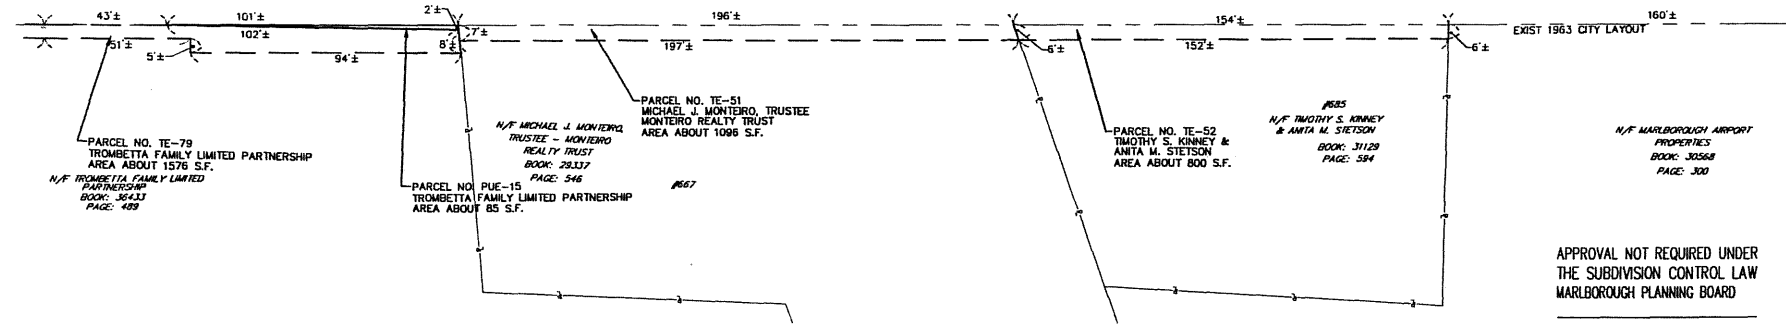 43'±
101'±
2'±
196'±
154'±
160'±
51'±
102'±
7'±
197'±
6'±
152'±
6'±
EXIST 1963 CITY LAYOUT
5'±
94'±
8'±
PARCEL NO. TE-79
TROMBETTA FAMILY LIMITED PARTNERSHIP
AREA ABOUT 1576 S.F.
N/F TROMBETTA FAMILY LIMITED
PARTNERSHIP
BOOK: 36433
PAGE: 489
PARCEL NO. PUE-15
TROMBETTA FAMILY LIMITED PARTNERSHIP
AREA ABOUT 85 S.F.
N/F MICHAEL J. MONTEIRO,
TRUSTEE - MONTEIRO
REALTY TRUST
BOOK: 29337
PAGE: 546
#667
PARCEL NO. TE-51
MICHAEL J. MONTEIRO, TRUSTEE
MONTEIRO REALTY TRUST
AREA ABOUT 1096 S.F.
PARCEL NO. TE-52
TIMOTHY S. KINNEY &
ANITA M. STETSON
AREA ABOUT 800 S.F.
#685
N/F TIMOTHY S. KINNEY
& ANITA M. STETSON
BOOK: 31129
PAGE: 594
N/F MARLBOROUGH AIRPORT
PROPERTIES
BOOK: 30568
PAGE: 300
APPROVAL NOT REQUIRED UNDER
THE SUBDIVISION CONTROL LAW
MARLBOROUGH PLANNING BOARD